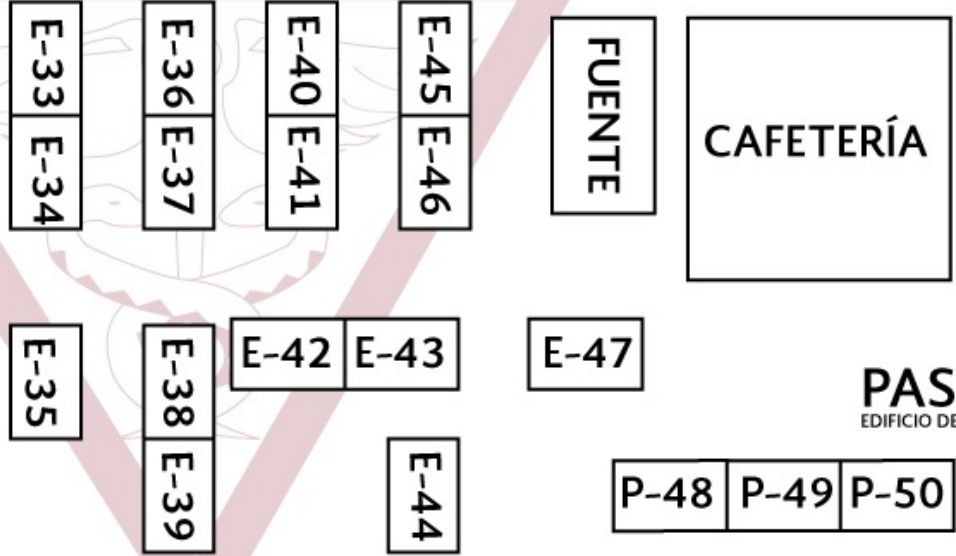 E-33
E-36
E-40
E-45
FUENTE
CAFETERÍA
E-34
E-37
E-41
E-46
E-35
E-38
E-42
E-43
E-47
PAS
EDIFICIO DE
E-39
E-44
P-48
P-49
P-50